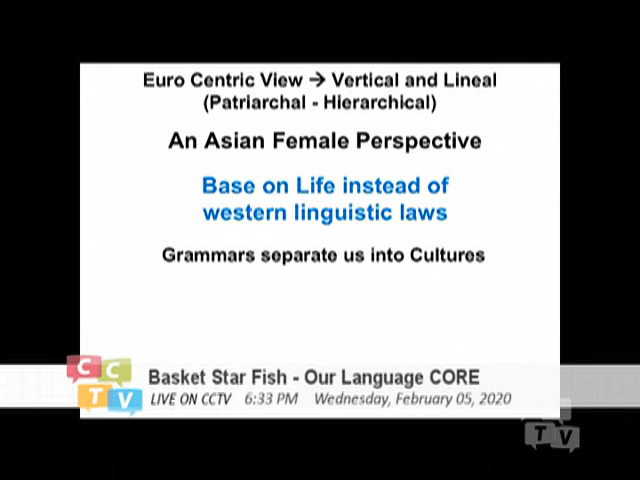 Euro Centric View → Vertical and Lineal
(Patriarchal - Hierarchical)
An Asian Female Perspective
Base on Life instead of
western linguistic laws
Grammars separate us into Cultures
CC
TV
Basket Star Fish - Our Language CORE
LIVE ON CCTV 6:33 PM Wednesday, February 05, 2020
TV